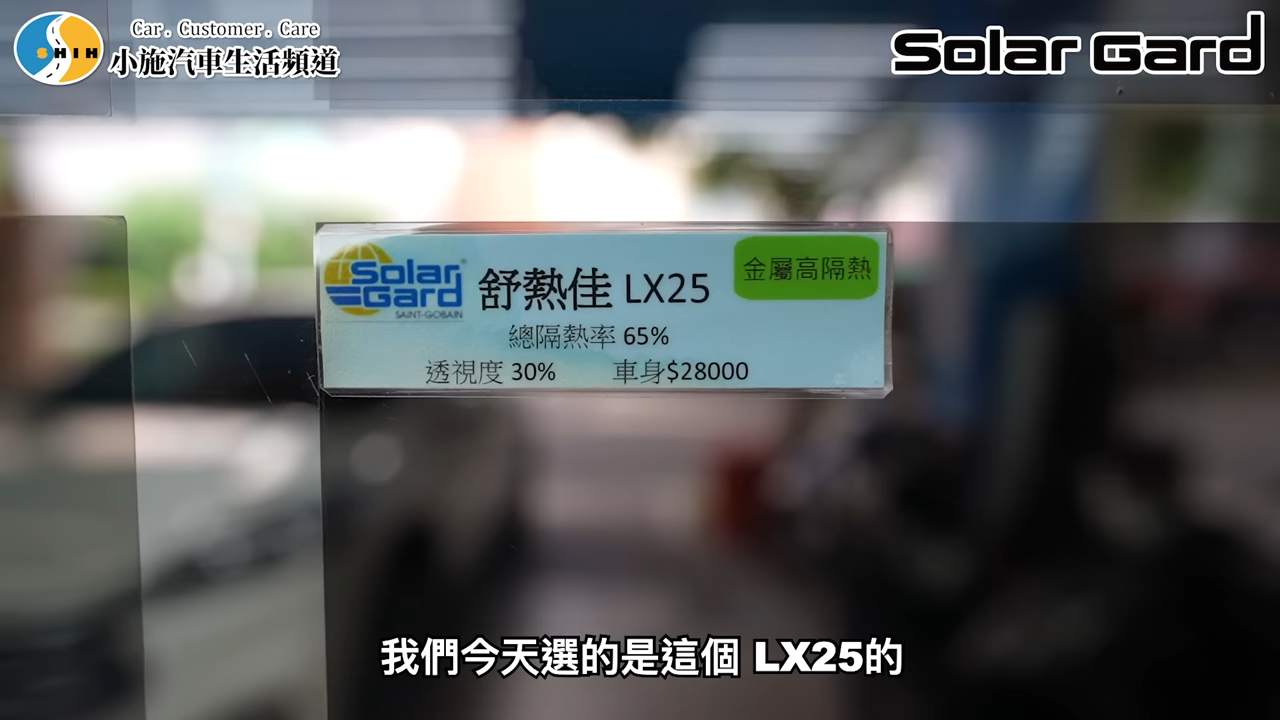 SHIH
Car. Customer. Care
小施汽車生活頻道
Solar Gard
Solar Gard
SAINT-GOBAIN
舒熱佳 LX25
金屬高隔熱
總隔熱率 65%
透視度 30% 車身$28000
我們今天選的是這個 LX25的